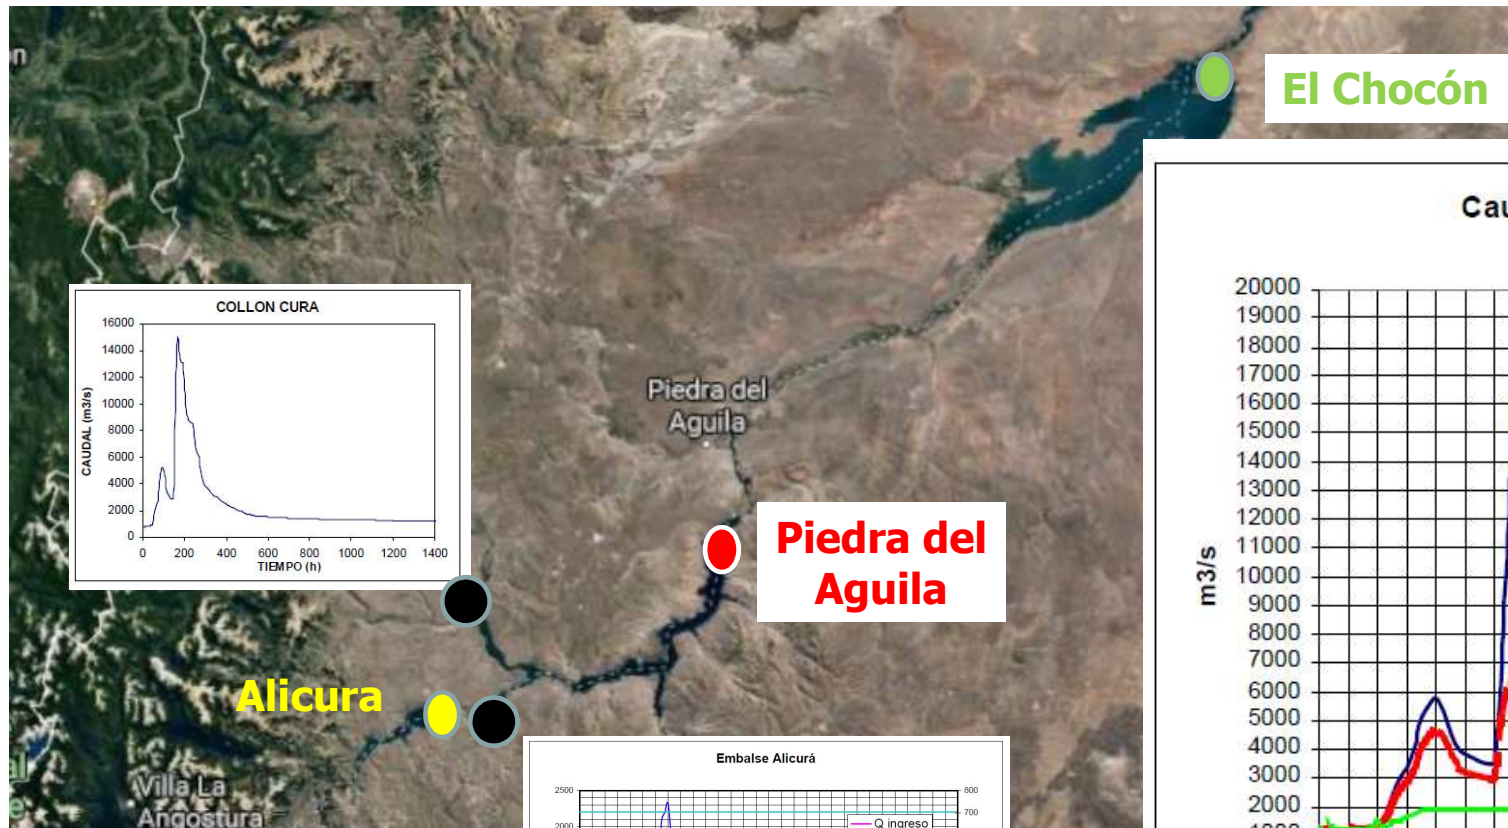 n
El Chocón
Cau
20000
19000
18000
17000
16000
15000
14000
13000
12000
11000
10000
9000
8000
7000
6000
5000
4000
3000
2000
m3/s
COLLON CURA
16000
14000
12000
10000
8000
6000
4000
2000
0
CAUDAL (m3/s)
0 200 400 600 800 1000 1200 1400
TIEMPO (h)
Piedra del
Aguila
Piedra del
Aguila
Alicura
Villa La
Angostura
al
e
Embalse Alicurá
2500
2000
800
700
Q ingreso